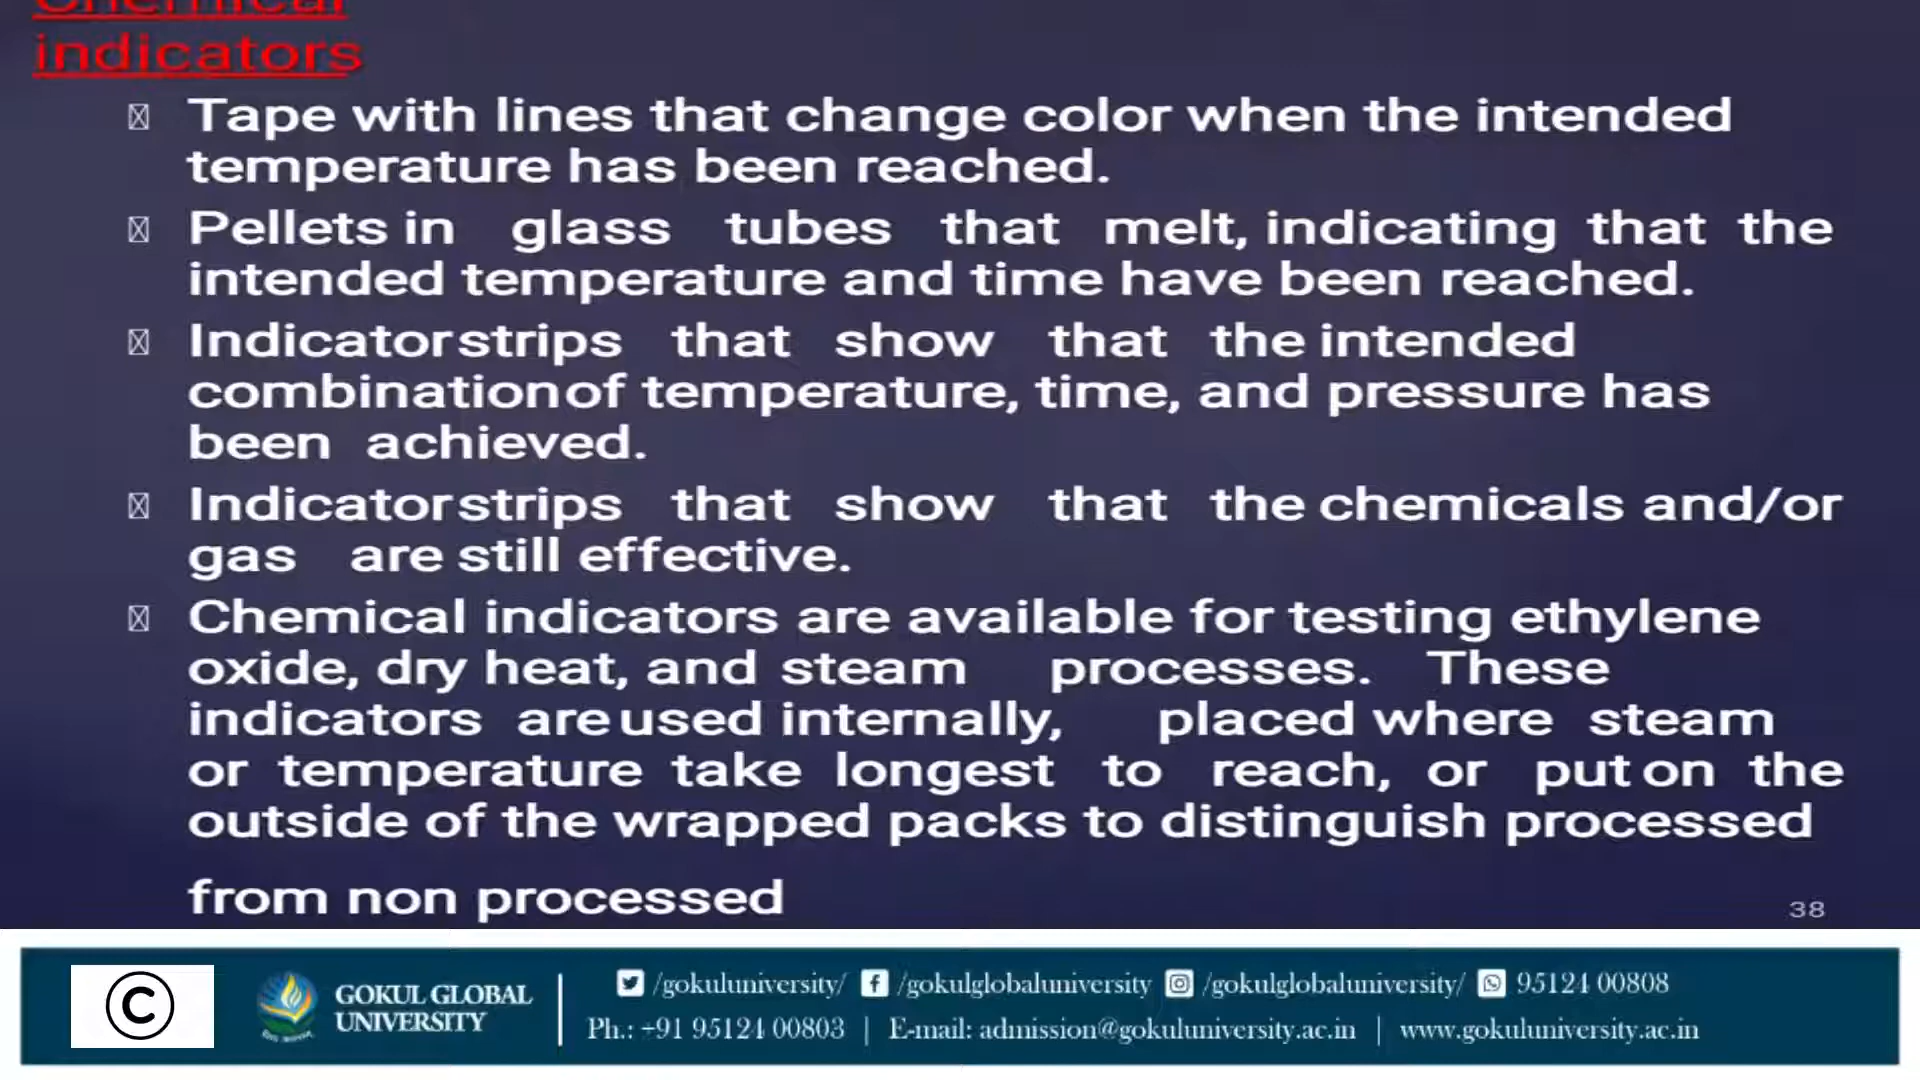 Chemical
indicators
Tape with lines that change color when the intended
temperature has been reached.
Pellets in glass tubes that melt, indicating that the
intended temperature and time have been reached.
Indicatorstrips that show that the intended
combinationof temperature, time, and pressure has
been achieved.
Indicatorstrips that show that the chemicals and/or
gas are still effective.
Chemical indicators are available for testing ethylene
oxide, dry heat, and steam processes. These
indicators are used internally, placed where steam
or temperature take longest to reach, or put on the
outside of the wrapped packs to distinguish processed
from non processed
38
©
GOKUL GLOBAL
UNIVERSITY
/gokuluniversity/ /gokulglobaluniversity /gokulglobaluniversity/ 95124 00808
Ph.: +91 95124 00803 | E-mail: admission@gokuluniversity.ac.in | www.gokuluniversity.ac.in